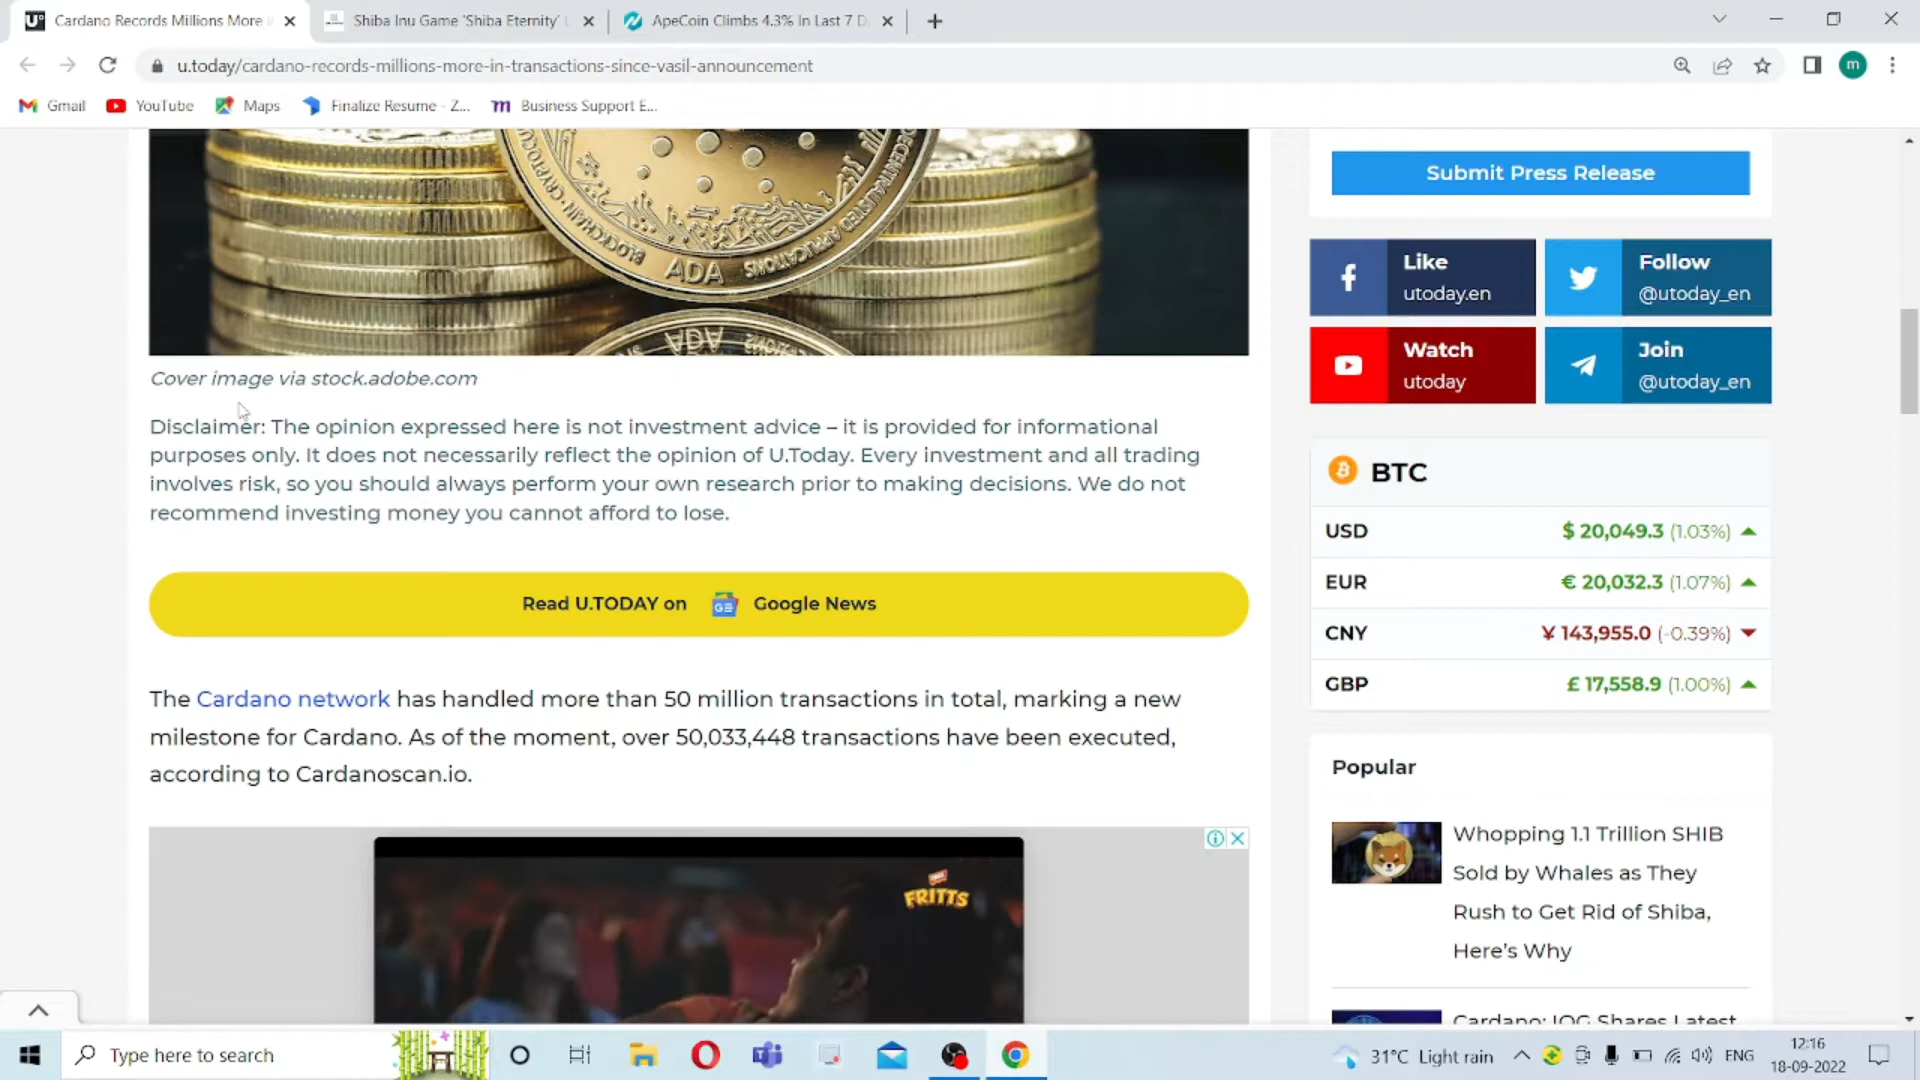 Cardano Records Millions More i
Shiba Inu Game 'Shiba Eternity' L
ApeCoin Climbs 4.3% In Last 7 D
u.today/cardano-records-millions-more-in-transactions-since-vasil-announcement
m
Gmail
YouTube
Maps
Finalize Resume - Z...
Business Support E...
BLOCKCHAIN CRYPTOCU
ADA
DECENTRALISED APPLICATIONS
Cover image via stock.adobe.com
Disclaimer: The opinion expressed here is not investment advice – it is provided for informational
purposes only. It does not necessarily reflect the opinion of U.Today. Every investment and all trading
involves risk, so you should always perform your own research prior to making decisions. We do not
recommend investing money you cannot afford to lose.
Read U.TODAY on Google News
The Cardano network has handled more than 50 million transactions in total, marking a new
milestone for Cardano. As of the moment, over 50,033,448 transactions have been executed,
according to Cardanoscan.io.
FRITTS
Submit Press Release
Like
utoday.en
Follow
@utoday_en
Watch
utoday
Join
@utoday_en
BTC
USD $ 20,049.3 (1.03%)
EUR € 20,032.3 (1.07%)
CNY ¥ 143,955.0 (-0.39%)
GBP £ 17,558.9 (1.00%)
Popular
Whopping 1.1 Trillion SHIB
Sold by Whales as They
Rush to Get Rid of Shiba,
Here's Why
Cardano: IOG Shares Latest
Type here to search
31°C Light rain
ENG
12:16
18-09-2022